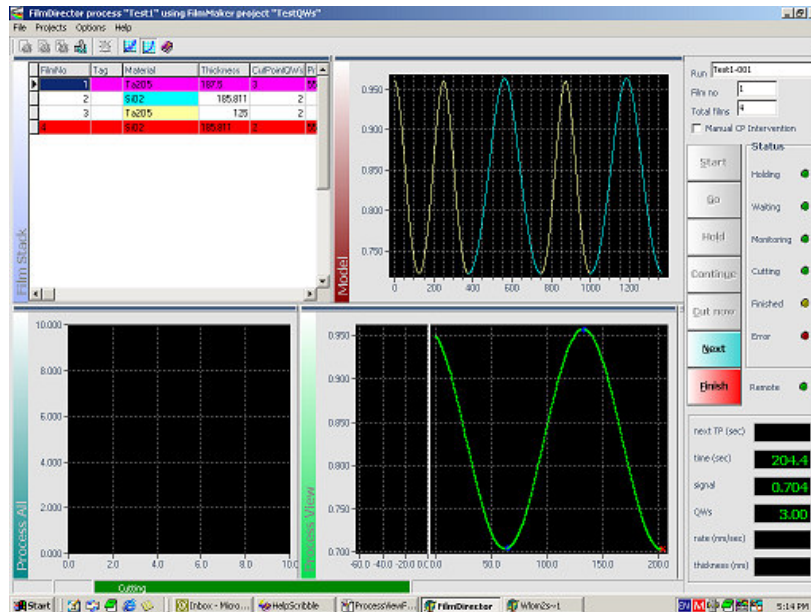 FilmDirector process "Test1" using FilmMaker project "TestQWs"
File Projects Options Help
FilmNo Tag Material Thickness CutPointQWs
1 Ta2O5 187.5 3
2 SiO2 185.811 2
3 Ta2O5 125 2
4 SiO2 185.811 2
Film Stack
0.950
0.900
0.850
0.800
0.750
0 200 400 600 800 1000 1200
Model
Run Test1-001
Film no 1
Total films 4
Manual CP Intervention
Start
Go
Hold
Continue
Cut now
Next
Finish
Status
Holding
Waiting
Monitoring
Cutting
Finished
Error
Remote
10.000
8.000
6.000
4.000
2.000
0.000
0.0 2.0 4.0 6.0 8.0 10.0
Process All
0.950
0.900
0.850
0.800
0.750
0.700
-60.0 -40.0 -20.0 0.0 0.0 50.0 100.0 150.0 200.0
Process View
next TP (sec)
time (sec) 204.4
signal 0.704
QWs 3.00
rate (nm/sec)
thickness (nm)
Cutting
Start Inbox - Micro... HelpScribble ProcessViewF... FilmDirector 5:14 PM